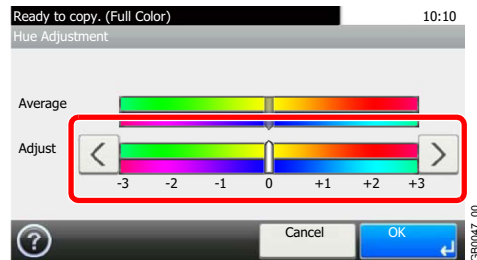 Ready to copy. (Full Color) 10:10
Hue Adjustment
Average
Adjust
-3 -2 -1 0 +1 +2 +3
Cancel OK
GB0047_00